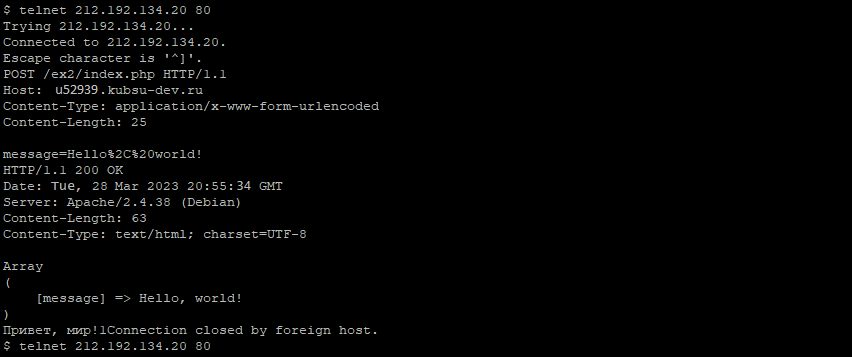 $ telnet 212.192.134.20 80
Trying 212.192.134.20...
Connected to 212.192.134.20.
Escape character is '^]'.
POST /ex2/index.php HTTP/1.1
Host: u52939.kubsu-dev.ru
Content-Type: application/x-www-form-urlencoded
Content-Length: 25

message=Hello%2C%20world!
HTTP/1.1 200 OK
Date: Tue, 28 Mar 2023 20:55:34 GMT
Server: Apache/2.4.38 (Debian)
Content-Length: 63
Content-Type: text/html; charset=UTF-8

Array
(
    [message] => Hello, world!
)
Привет, мир!1Connection closed by foreign host.
$ telnet 212.192.134.20 80